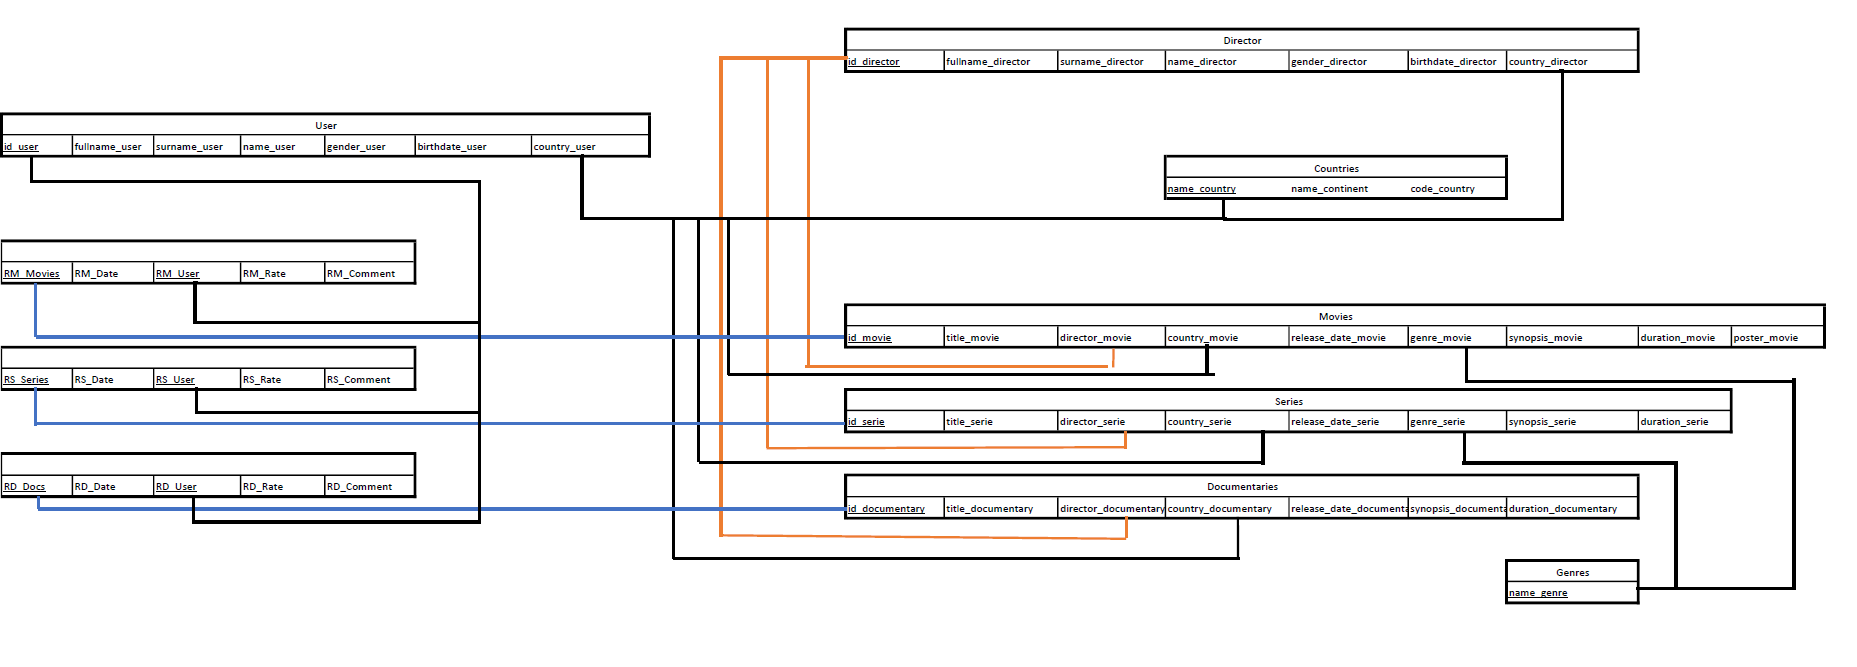 Director
id_director fullname_director surname_director name_director gender_director birthdate_director country_director
User
id_user fullname_user surname_user name_user gender_user birthdate_user country_user
Countries
name_country name_continent code_country
RM_Movies RM_Date RM_User RM_Rate RM_Comment
Movies
id_movie title_movie director_movie country_movie release_date_movie genre_movie synopsis_movie duration_movie poster_movie
RS_Series RS_Date RS_User RS_Rate RS_Comment
Series
id_serie title_serie director_serie country_serie release_date_serie genre_serie synopsis_serie duration_serie
RD_Docs RD_Date RD_User RD_Rate RD_Comment
Documentaries
id_documentary title_documentary director_documentary country_documentary release_date_documenta synopsis_documenta duration_documentary
Genres
name_genre